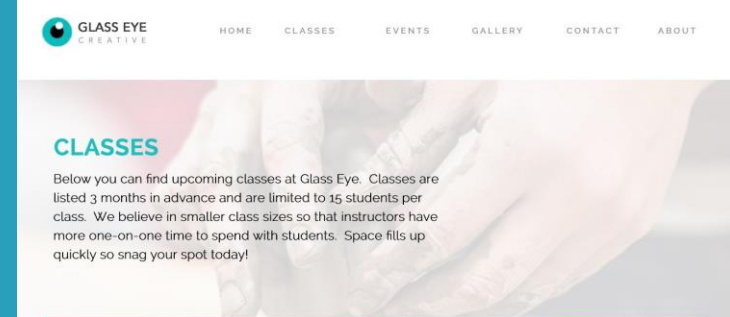 GLASS EYE
CREATIVE
HOME CLASSES EVENTS GALLERY CONTACT ABOUT
CLASSES
Below you can find upcoming classes at Glass Eye.  Classes are
listed 3 months in advance and are limited to 15 students per
class.  We believe in smaller class sizes so that instructors have
more one-on-one time to spend with students.  Space fills up
quickly so snag your spot today!